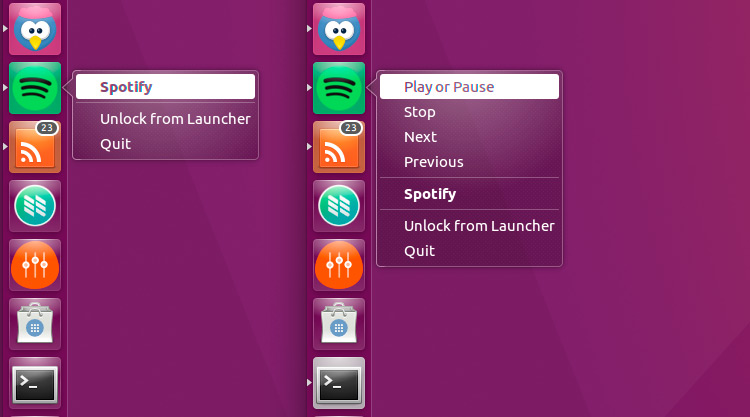 23
>_
Spotify
Unlock from Launcher
Quit
23
>_
Play or Pause
Stop
Next
Previous
Spotify
Unlock from Launcher
Quit